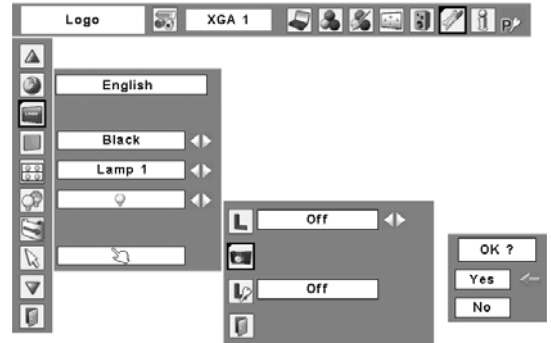 Logo
XGA 1
English
Black
Lamp 1
Off
Off
OK ?
Yes
No